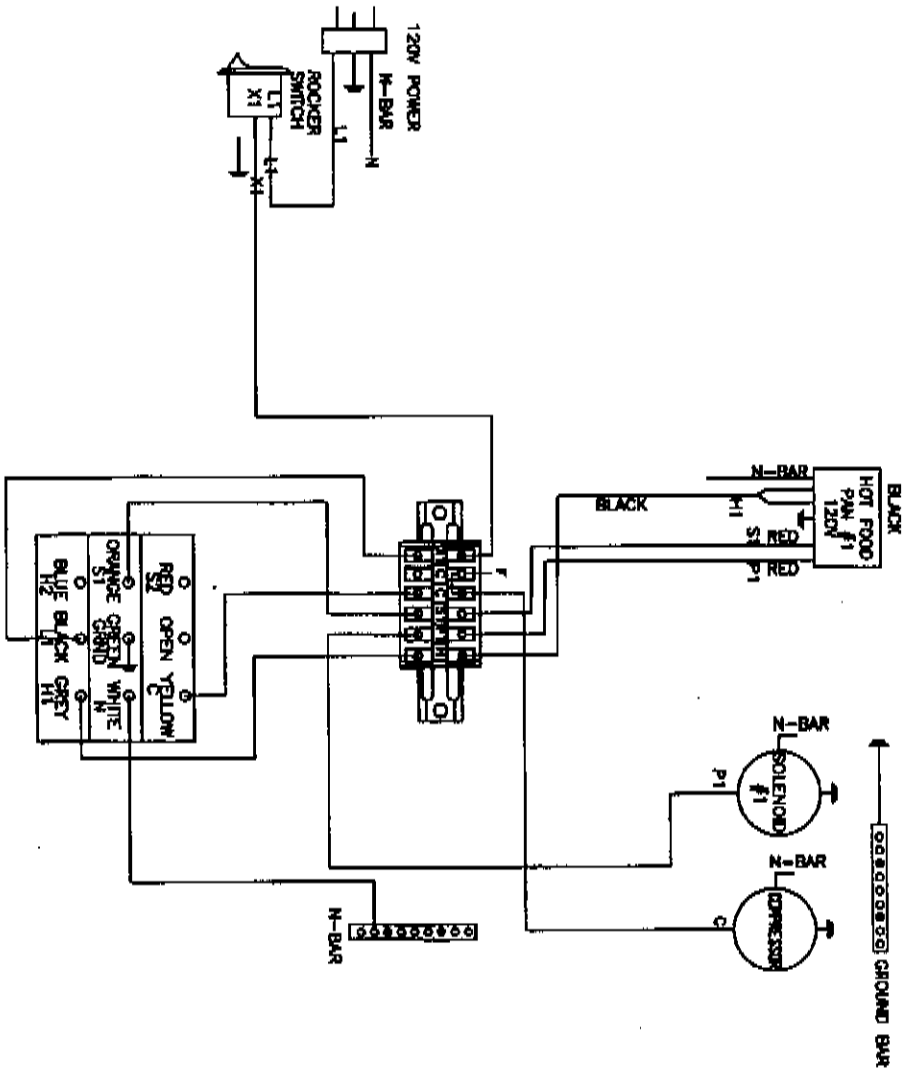 120V POWER
N-BAR
L1
N
ROCKER
SWITCH
L1
X1
L1
X1
BLACK
HOT FOOD
PAN #1
120V
N-BAR
BLACK
H1
RED
P1 RED
RED
S2
OPEN
YELLOW
C
ORANGE
S1
GREEN
GRND
WHITE
N
BLUE
H2
BLACK
L1
GREY
H1
N-BAR
SOLENOID
#1
P1
N-BAR
COPRESSOR
C
N-BAR
GROUND BAR